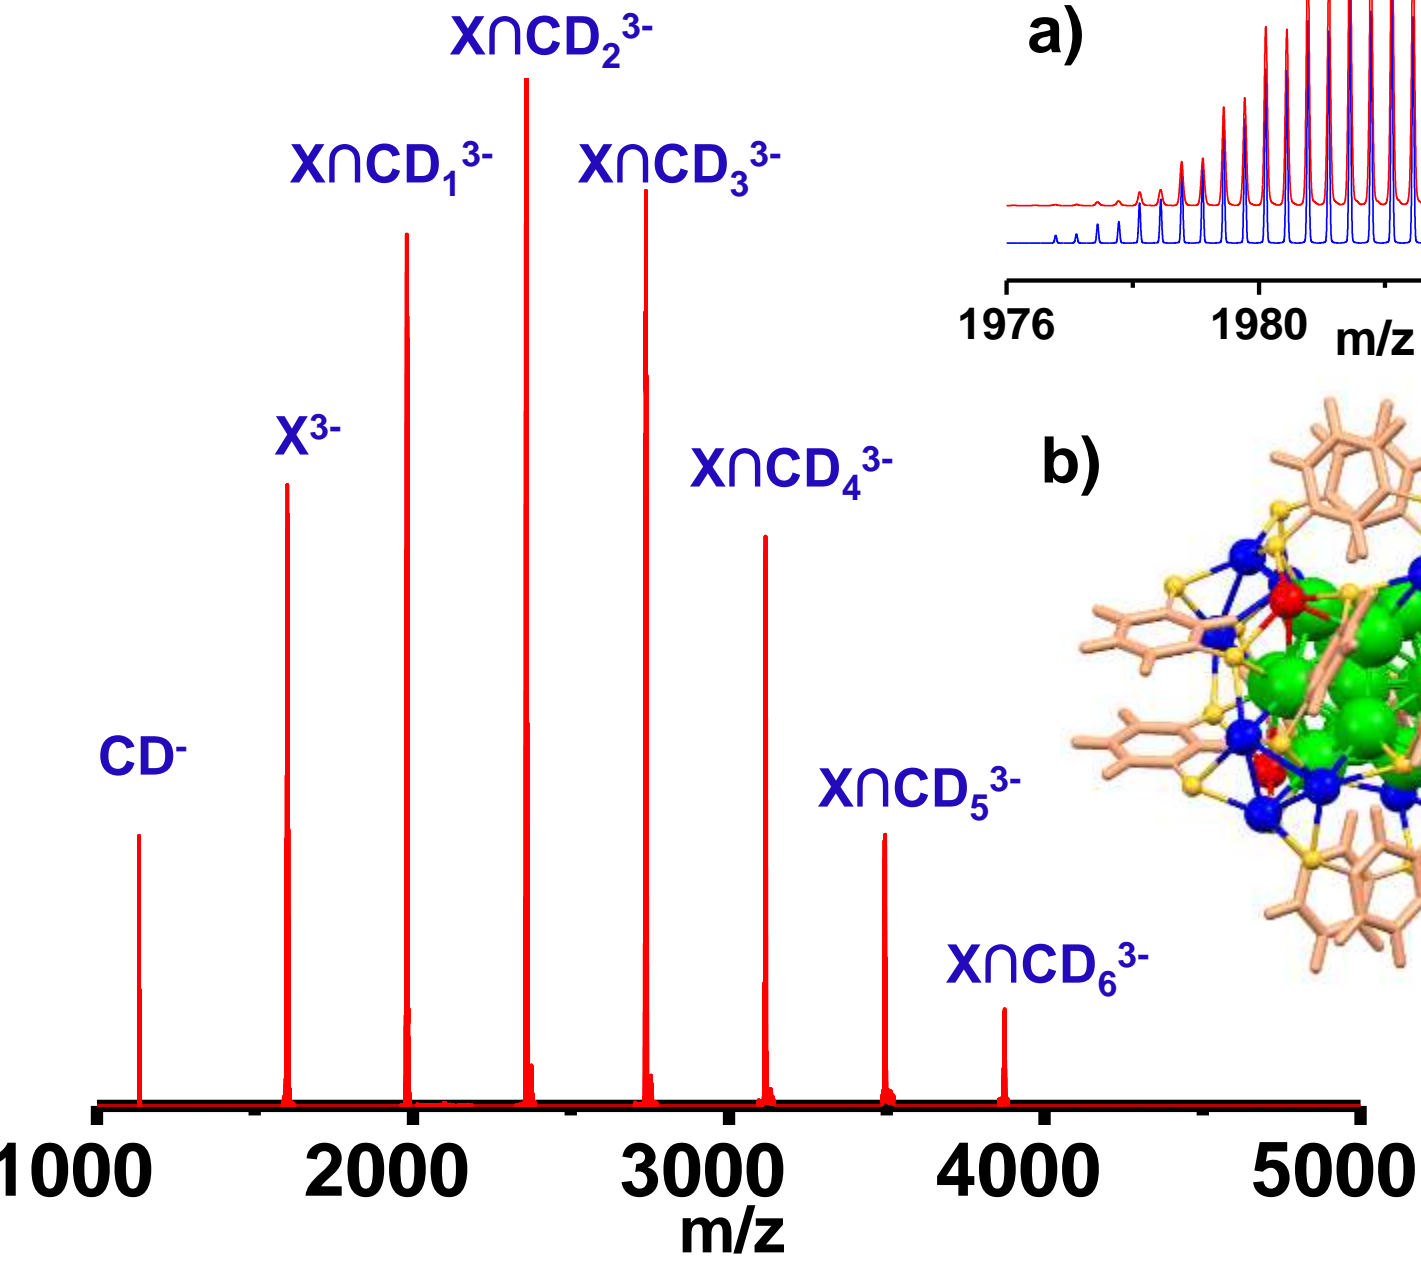 X∩CD₂³⁻
a)
X∩CD₁³⁻
X∩CD₃³⁻
1976 1980 m/z
X³⁻
X∩CD₄³⁻
b)
CD⁻
X∩CD₅³⁻
X∩CD₆³⁻
1000 2000 3000 4000 5000
m/z